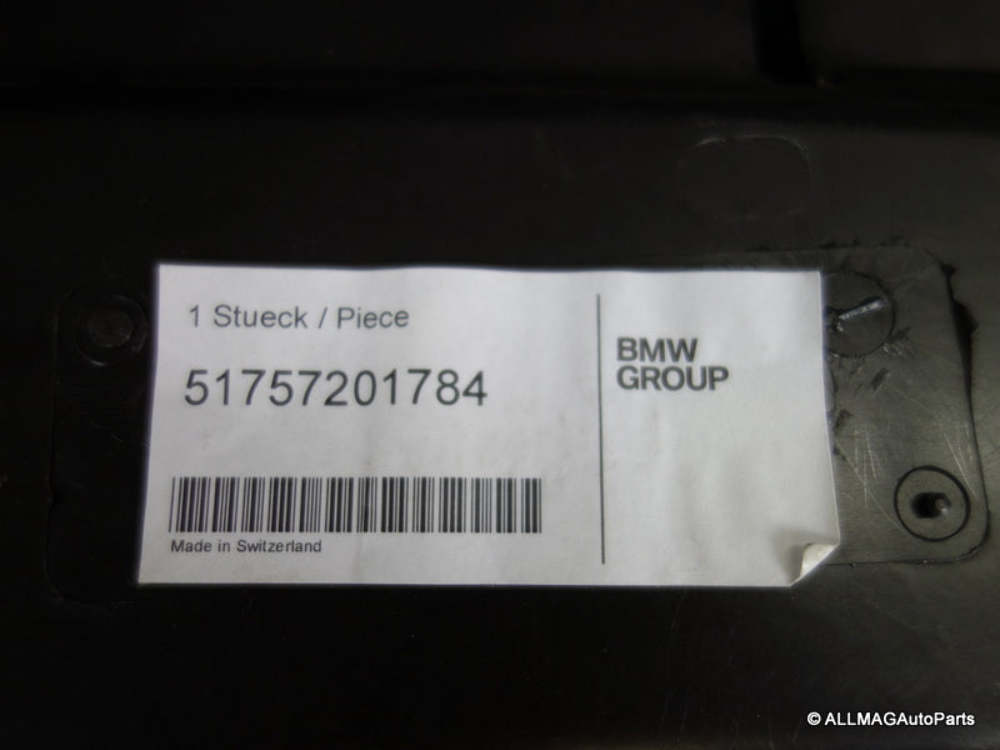 1 Stueck / Piece
51757201784
Made in Switzerland
BMW
GROUP
© ALLMAGAutoParts